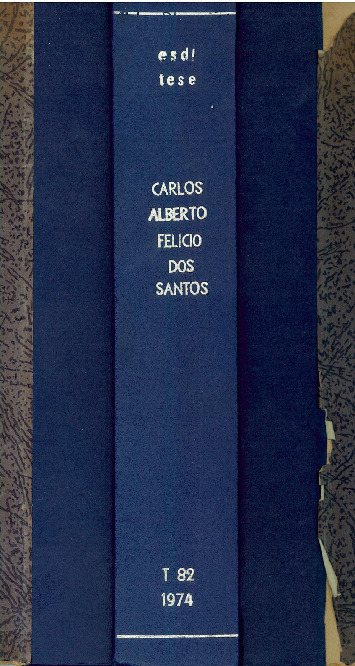 esdi
tese
CARLOS
ALBERTO
FELICIO
DOS
SANTOS
T 82
1974